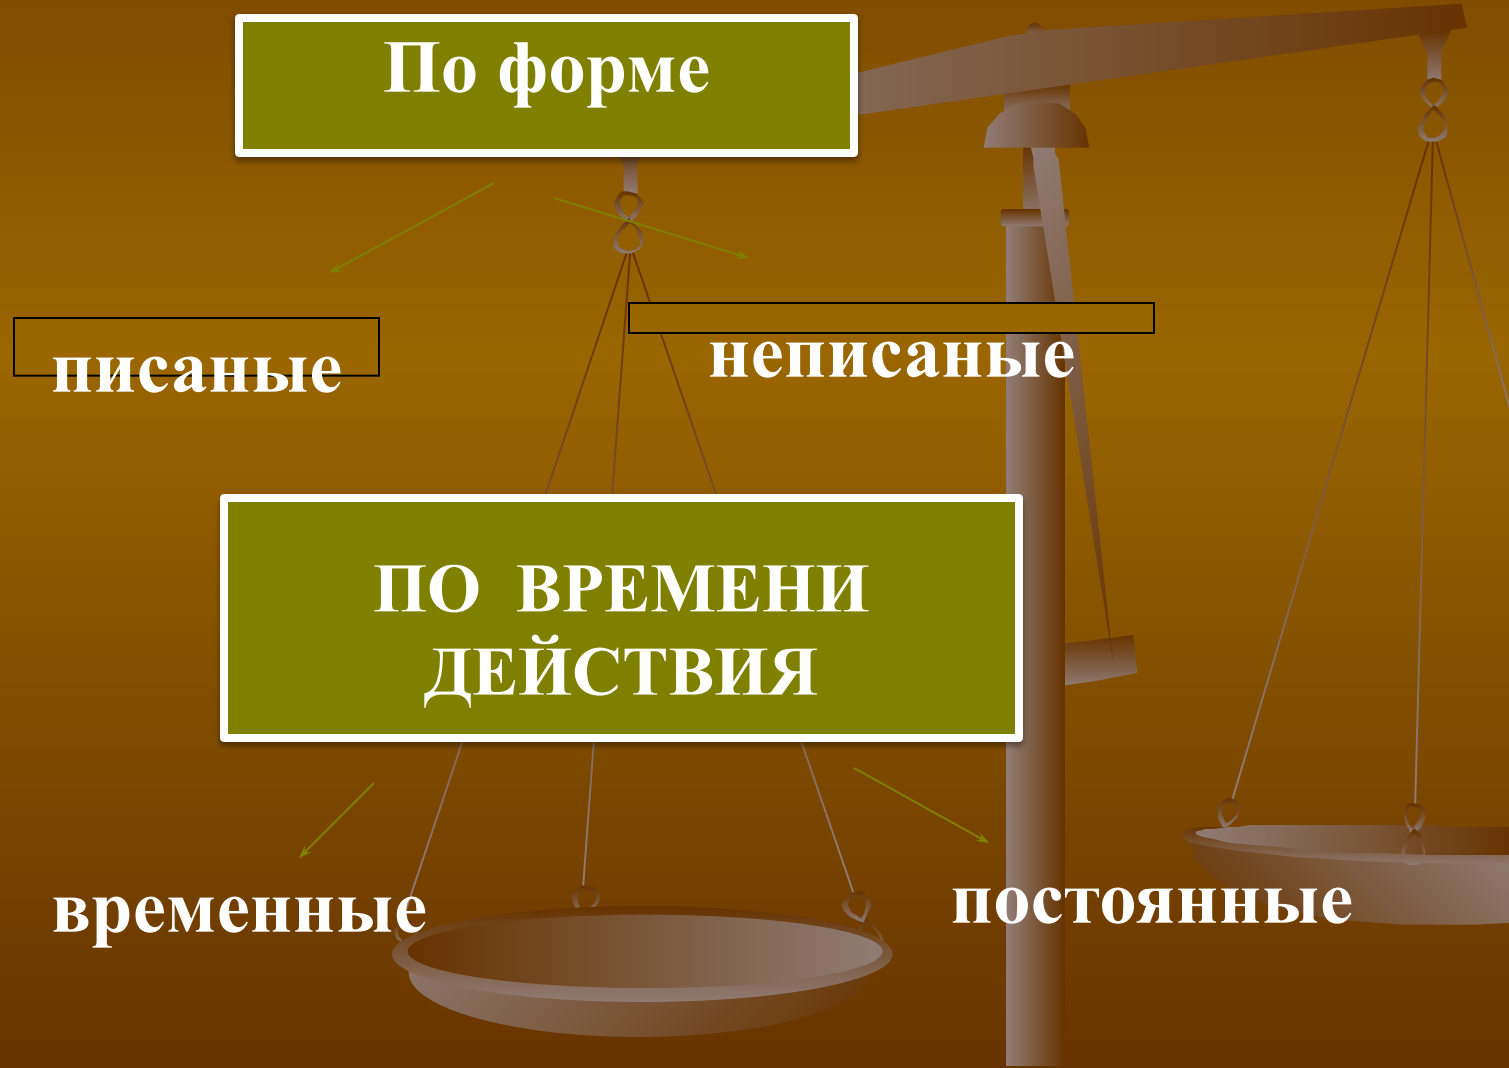 По форме
писаные
неписаные
ПО ВРЕМЕНИ
ДЕЙСТВИЯ
временные
постоянные